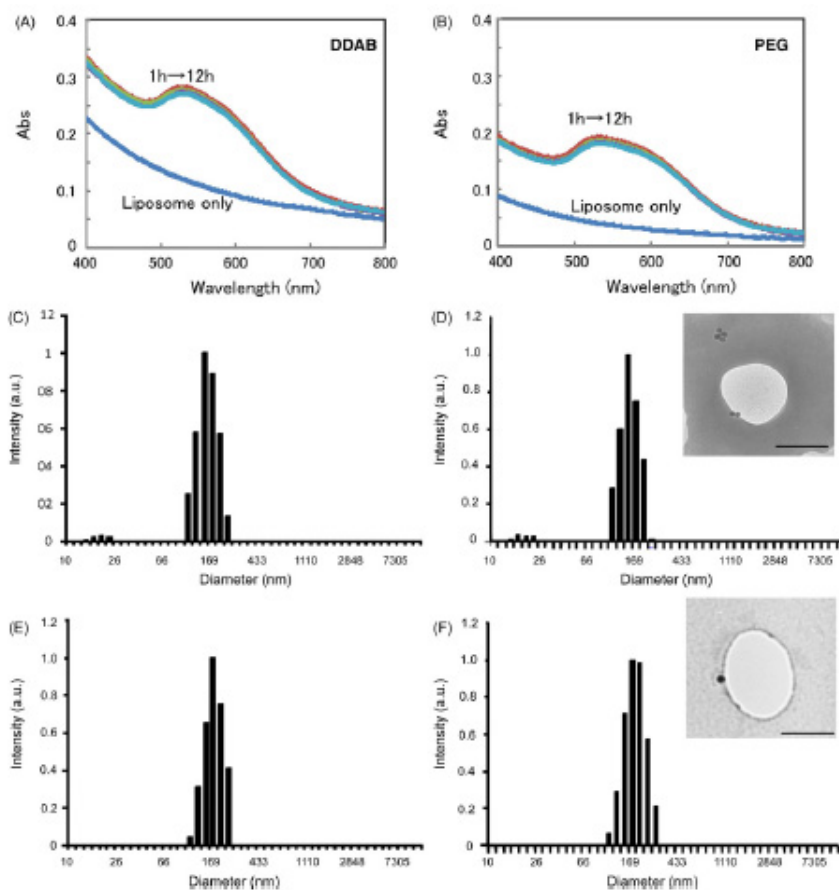 (A)
DDAB
0.4
0.3
0.2
0.1
0
Abs
1h→12h
Liposome only
400 500 600 700 800
Wavelength (nm)
(B)
PEG
0.4
0.3
0.2
0.1
0
Abs
1h→12h
Liposome only
400 500 600 700 800
Wavelength (nm)
(C)
12
1
08
06
04
02
0
Intensity (a.u.)
10 26 66 169 433 1110 2848 7305
Diameter (nm)
(D)
1.2
1.0
0.8
0.6
0.4
0.2
0
Intensity (a.u.)
10 26 66 169 433 1110 2848 7305
Diameter (nm)
(E)
1.2
1.0
0.8
0.6
0.4
0.2
0
Intensity (a.u.)
10 26 66 169 433 1110 2848 7305
Diameter (nm)
(F)
1.2
1.0
0.8
0.6
0.4
0.2
0
Intensity (a.u.)
10 26 66 169 433 1110 2848 7305
Diameter (nm)